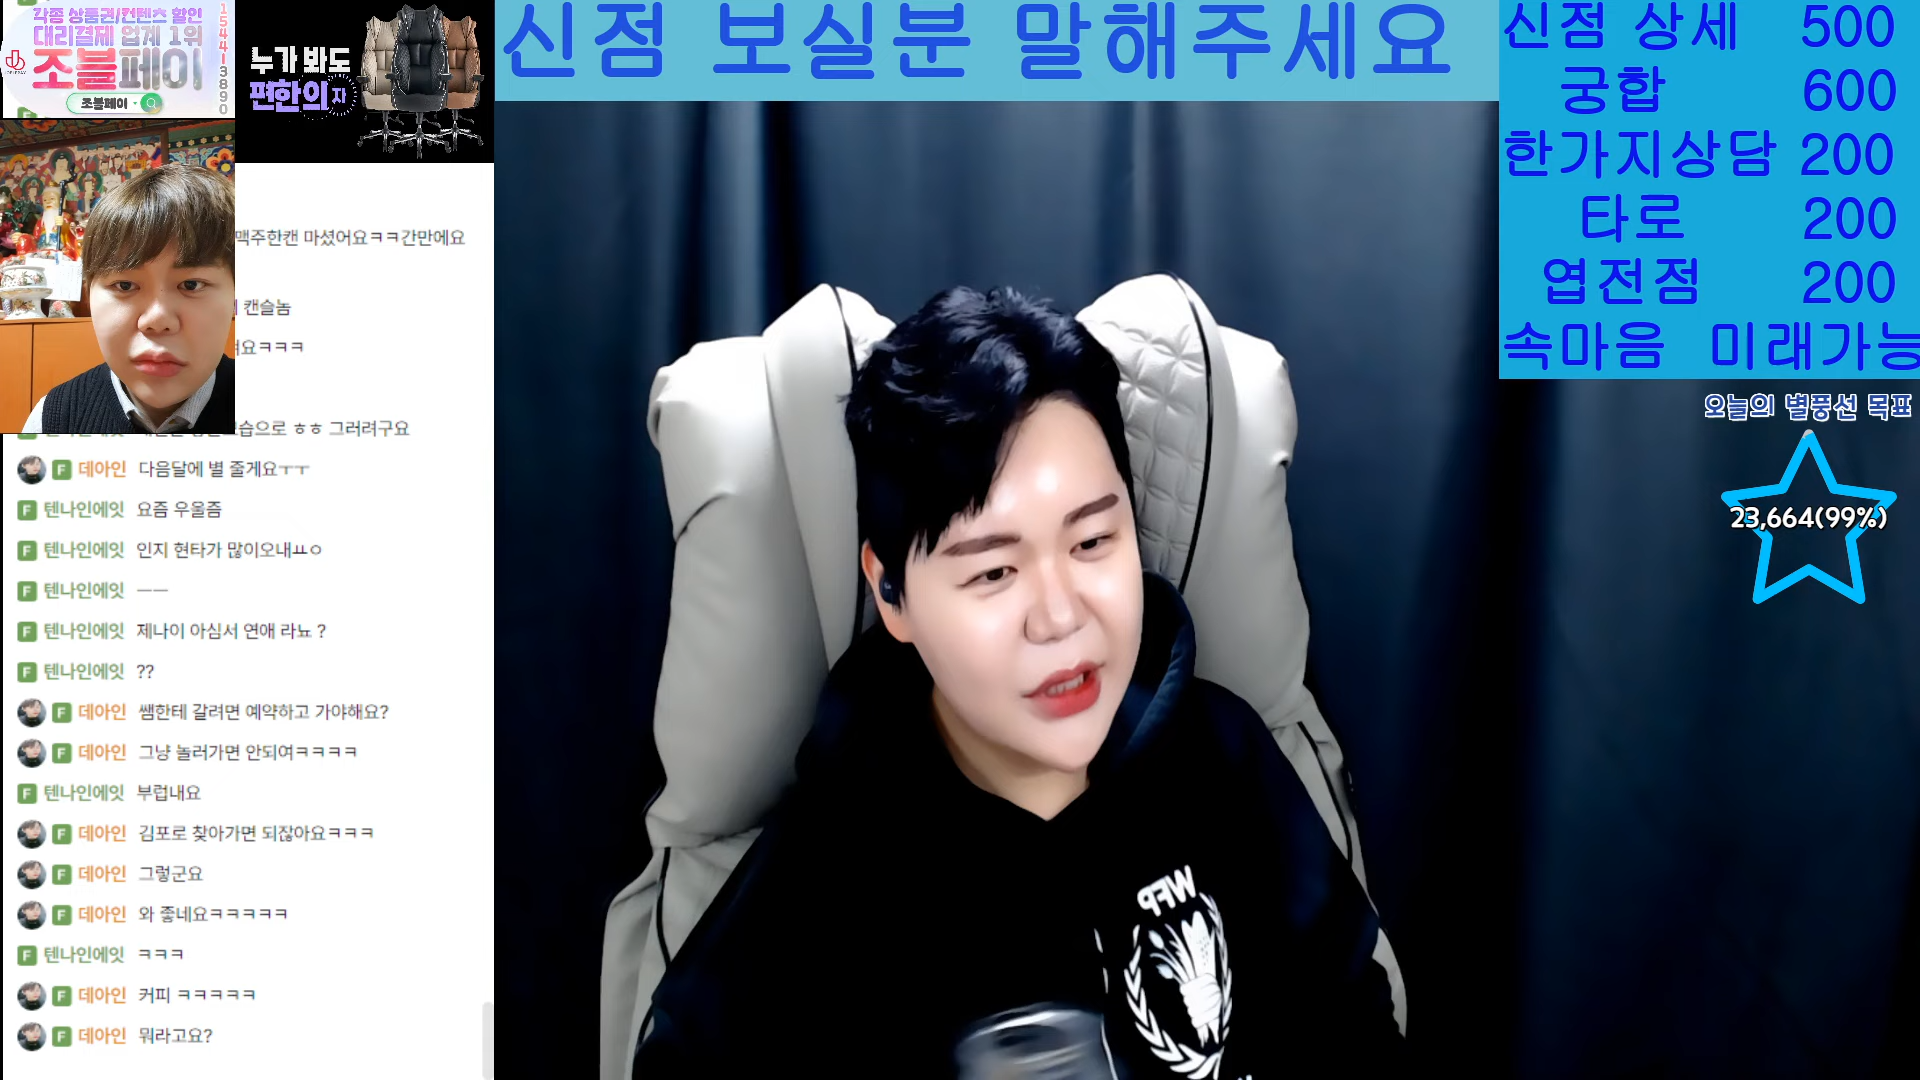 각종 상품권/컨텐츠 할인
대리결제 업계 1위
조블페이
조블페이
1544-3890
누가 봐도
편한의자
신점 보실분 말해주세요
신점 상세 500
궁합 600
한가지상담 200
타로 200
엽전점 200
속마음 미래가능
오늘의 별풍선 목표
23,664(99%)
맥주한캔 마셨어요ㅋㅋ간만에요
캔슬놈
요ㅋㅋㅋ
으로 ㅎㅎ 그러려구요
F 데아인 다음달에 별 줄게요ㅜㅜ
F 텐나인에잇 요즘 우울즘
F 텐나인에잇 인지 현타가 많이오내ㅛㅇ
F 텐나인에잇 ㅡㅡ
F 텐나인에잇 제나이 아심서 연애 라뇨 ?
F 텐나인에잇 ??
F 데아인 쌤한테 갈려면 예약하고 가야해요?
F 데아인 그냥 놀러가면 안되여ㅋㅋㅋㅋ
F 텐나인에잇 부럽내요
F 데아인 김포로 찾아가면 되잖아요ㅋㅋㅋ
F 데아인 그렇군요
F 데아인 와 좋네요ㅋㅋㅋㅋㅋ
F 텐나인에잇 ㅋㅋㅋ
F 데아인 커피 ㅋㅋㅋㅋㅋ
F 데아인 뭐라고요?
WFP